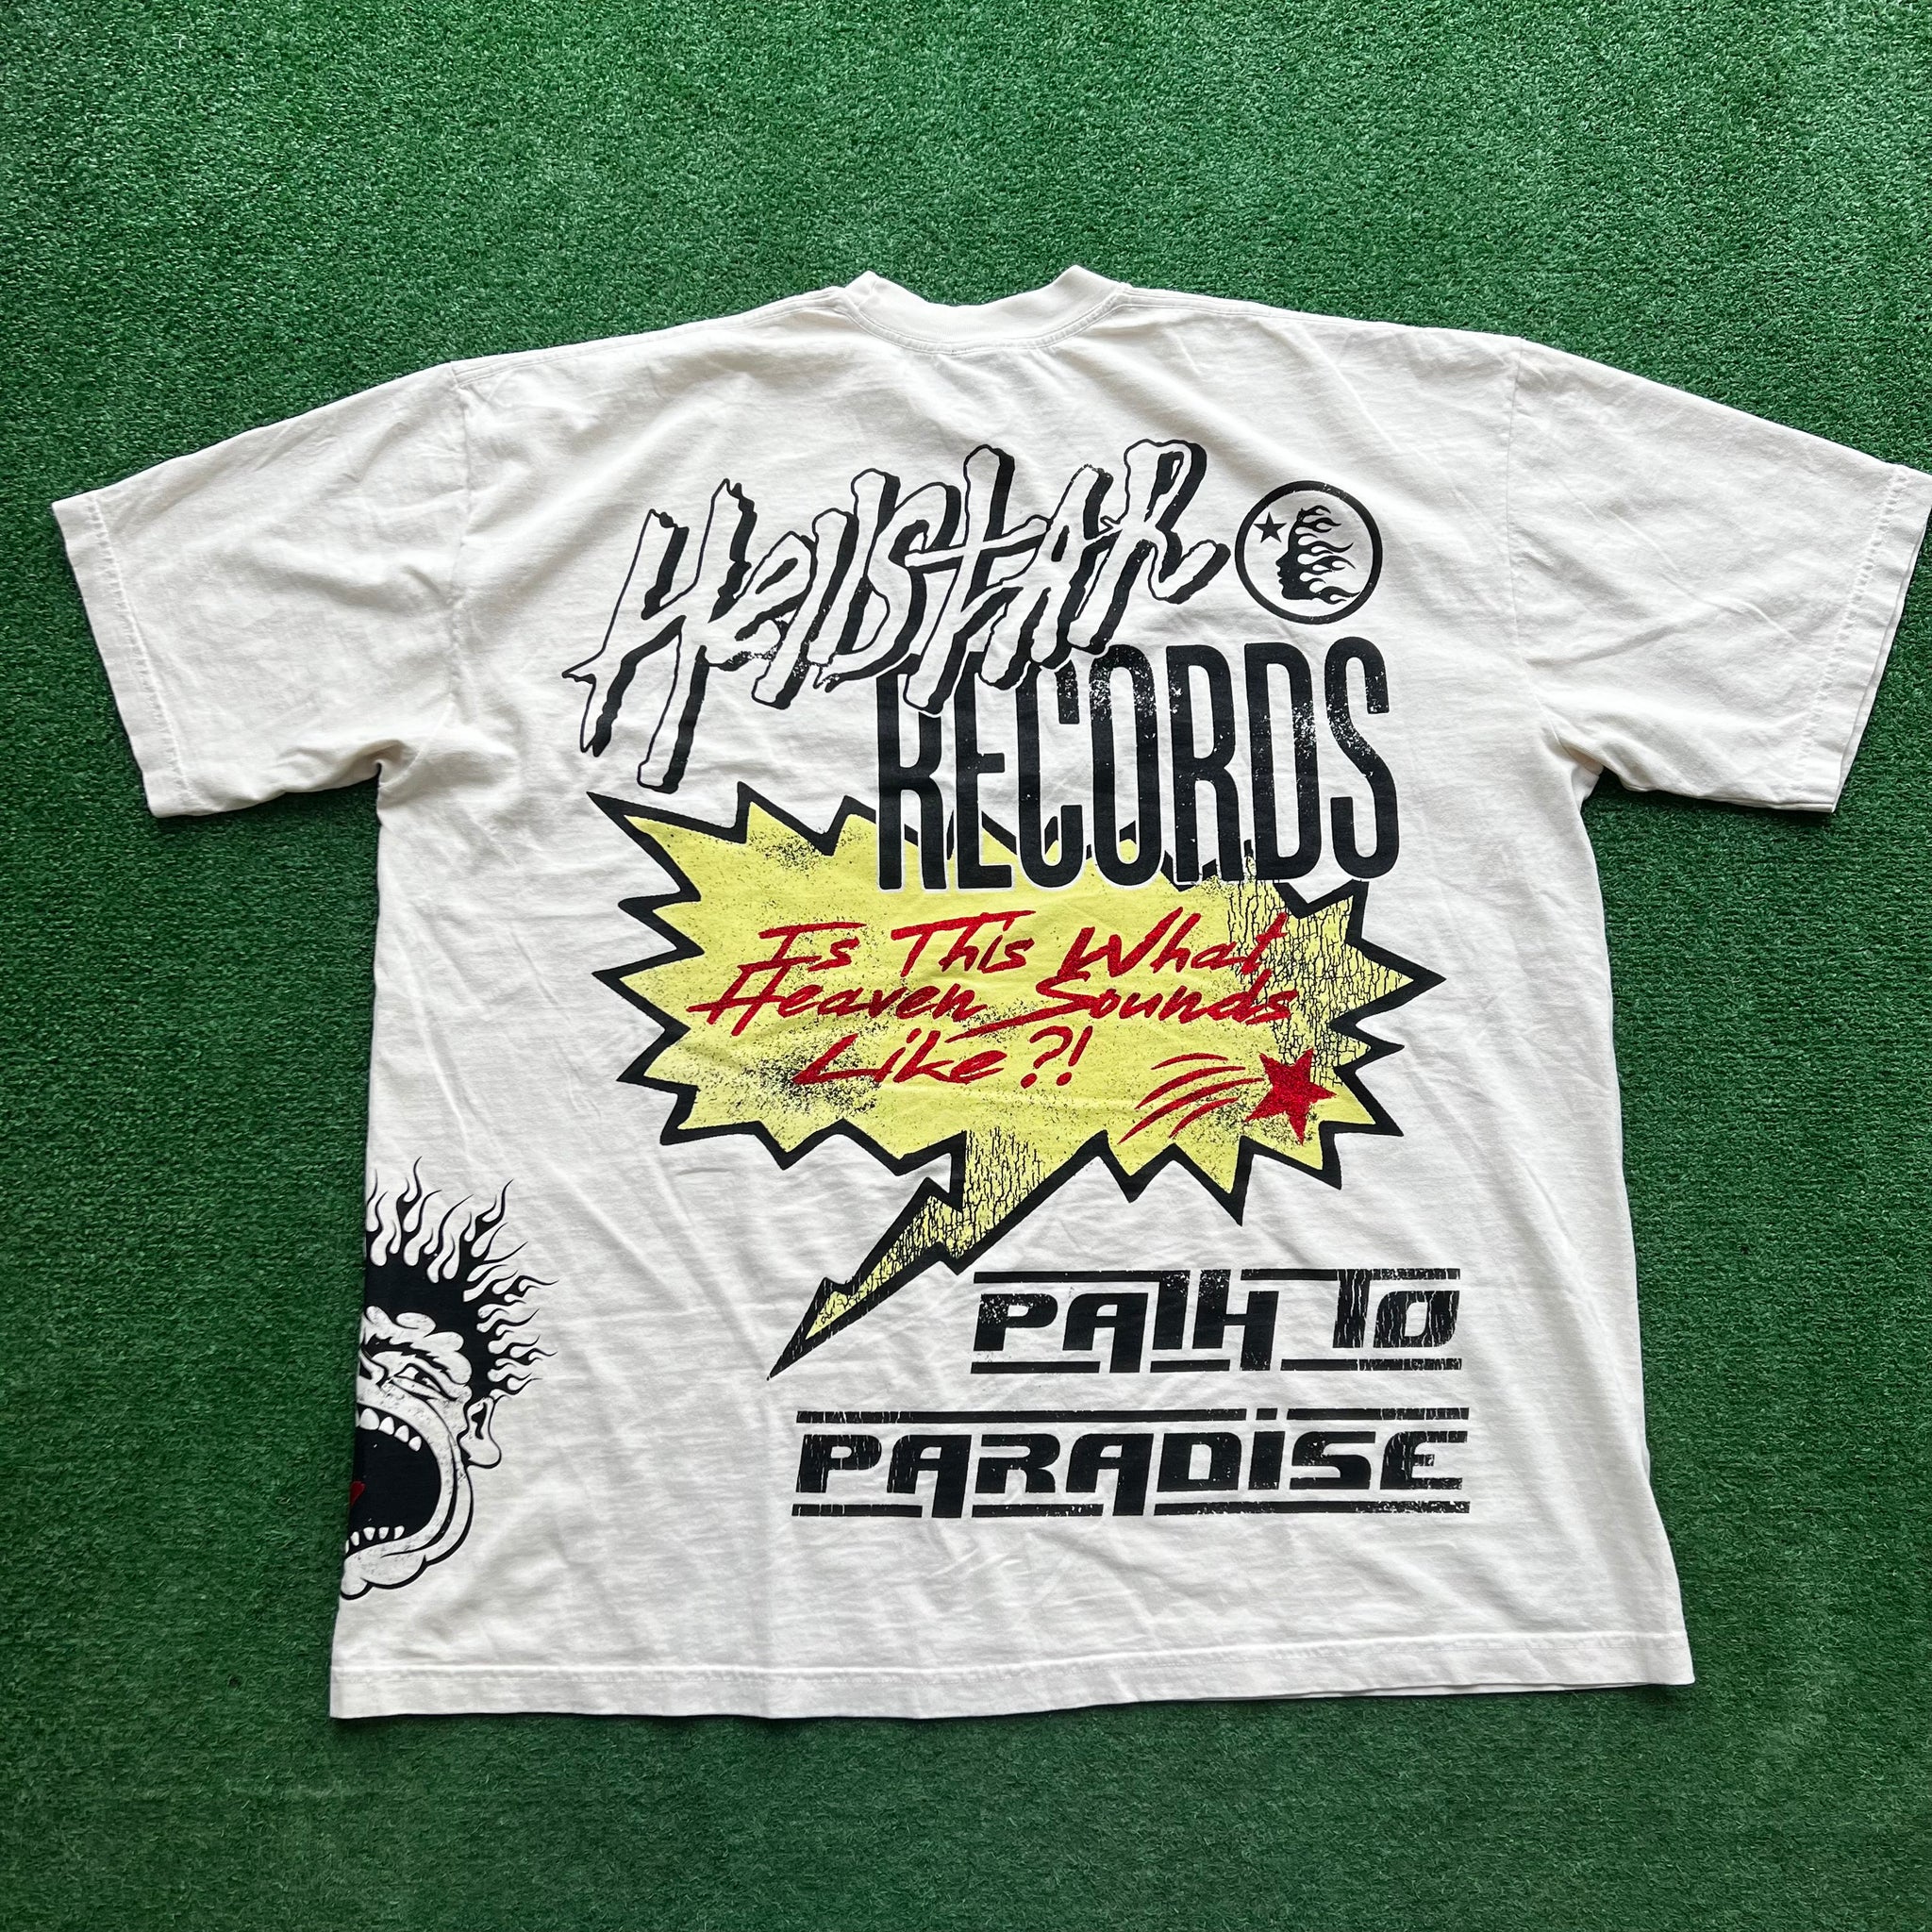 HellStAR
RECORDS
Is This What
Heaven Sounds
Like?!
PATH TO
PARADiSE